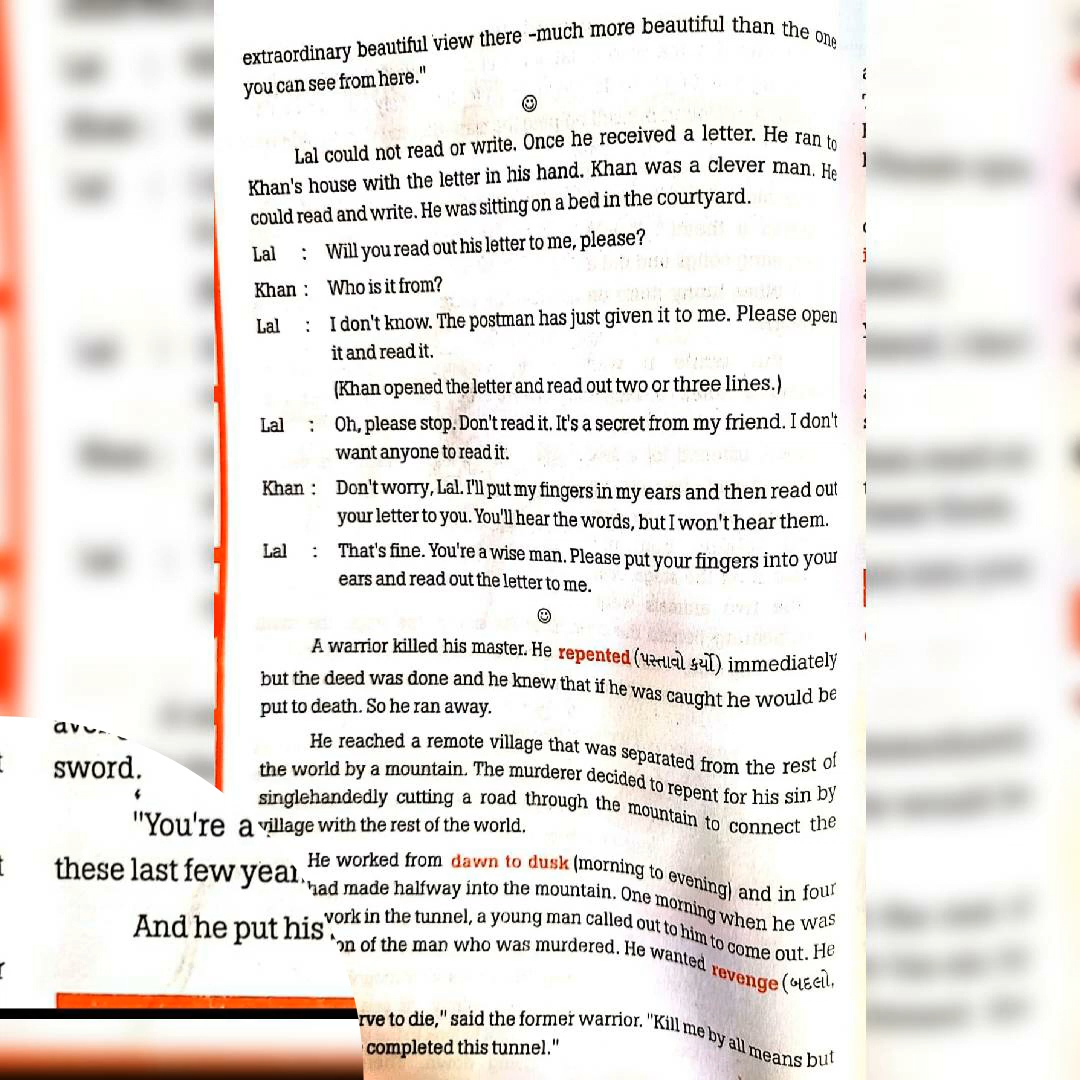 extraordinary beautiful view there -much more beautiful than the one
you can see from here."
Lal could not read or write. Once he received a letter. He ran to
Khan's house with the letter in his hand. Khan was a clever man. He
could read and write. He was sitting on a bed in the courtyard.
Lal : Will you read out his letter to me, please?
Khan : Who is it from?
Lal : I don't know. The postman has just given it to me. Please open
it and read it.
(Khan opened the letter and read out two or three lines.)
Lal : Oh, please stop. Don't read it. It's a secret from my friend. I don't
want anyone to read it.
Khan : Don't worry, Lal. I'll put my fingers in my ears and then read out
your letter to you. You'll hear the words, but I won't hear them.
Lal : That's fine. You're a wise man. Please put your fingers into your
ears and read out the letter to me.
A warrior killed his master. He repented (પસ્તાવો કર્યો) immediately
but the deed was done and he knew that if he was caught he would be
put to death. So he ran away.
He reached a remote village that was separated from the rest of
the world by a mountain. The murderer decided to repent for his sin by
singlehandedly cutting a road through the mountain to connect the
village with the rest of the world.
He worked from dawn to dusk (morning to evening) and in four
had made halfway into the mountain. One morning when he was
work in the tunnel, a young man called out to him to come out. He
on of the man who was murdered. He wanted revenge (બદલો,
rve to die," said the former warrior. "Kill me by all means but
completed this tunnel."
sword.
"You're a
these last few
And he put his